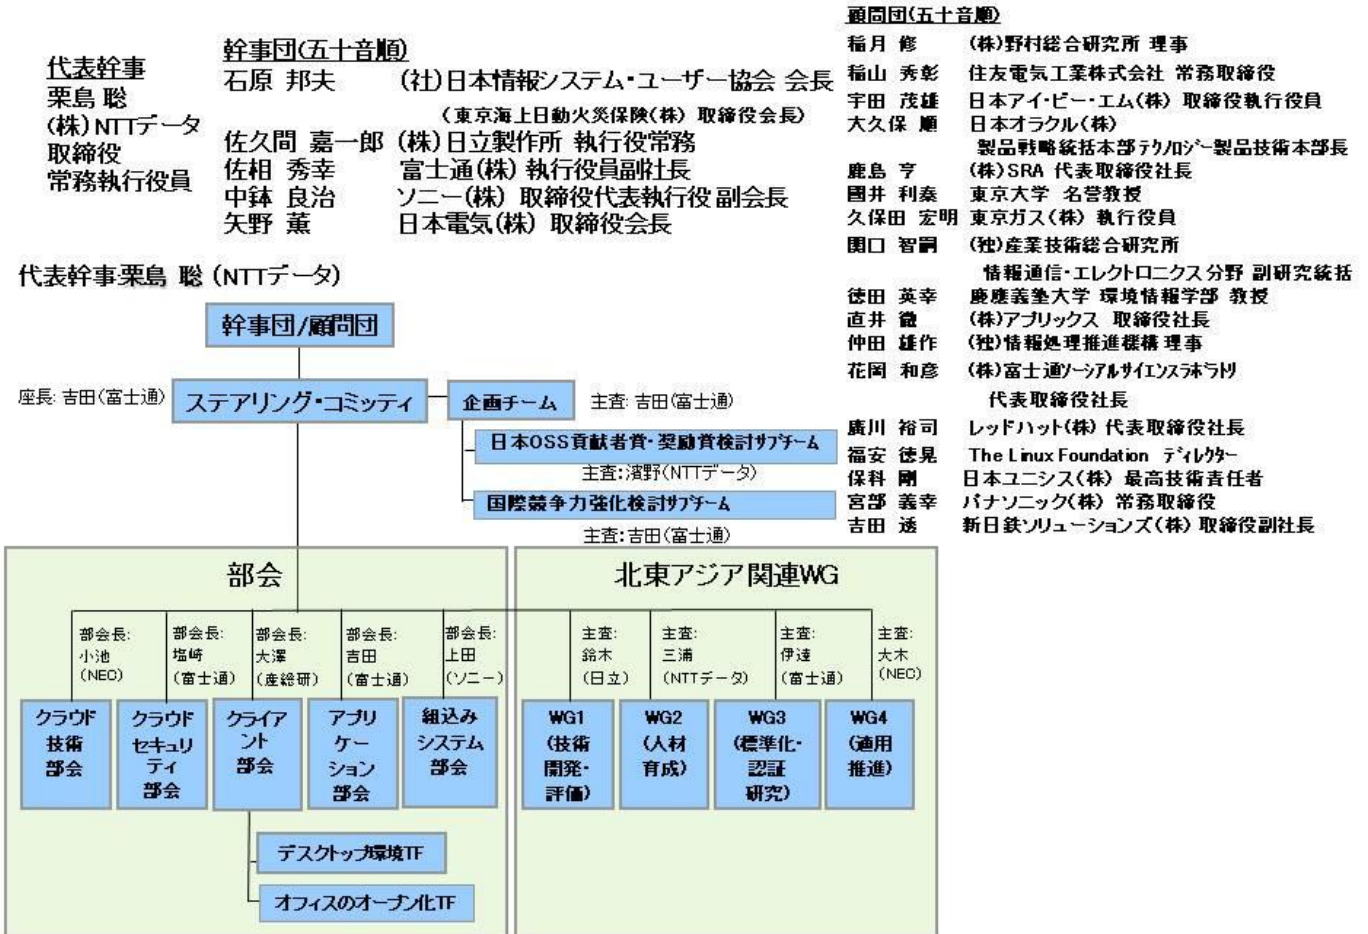 代表幹事
栗島 聡
(株)NTTデータ
取締役
常務執行役員
幹事団(五十音順)
石原 邦夫 (社)日本情報システム・ユーザー協会 会長
(東京海上日動火災保険(株) 取締役会長)
佐久間 嘉一郎 (株)日立製作所 執行役常務
佐相 秀幸 富士通(株) 執行役員副社長
中鉢 良治 ソニー(株) 取締役代表執行役 副会長
矢野 薫 日本電気(株) 取締役会長
顧問団(五十音順)
稲月 修 (株)野村総合研究所 理事
稲山 秀彰 住友電気工業株式会社 常務取締役
宇田 茂雄 日本アイ・ビー・エム(株) 取締役執行役員
大久保 順 日本オラクル(株)
製品戦略統括本部 テクノロジー製品技術本部長
鹿島 亨 (株)SRA 代表取締役社長
國井 利泰 東京大学 名誉教授
久保田 宏明 東京ガス(株) 執行役員
関口 智嗣 (独)産業技術総合研究所
情報通信・エレクトロニクス分野 副研究統括
徳田 英幸 慶應義塾大学 環境情報学部 教授
直井 徹 (株)アプリックス 取締役社長
仲田 雄作 (独)情報処理推進機構 理事
花岡 和彦 (株)富士通ソーシアルサイエンスラボラトリ
代表取締役社長
廣川 裕司 レッドハット(株) 代表取締役社長
福安 徳晃 The Linux Foundation ディレクター
保科 剛 日本ユニシス(株) 最高技術責任者
宮部 義幸 パナソニック(株) 常務取締役
吉田 透 新日鉄ソリューションズ(株) 取締役副社長
代表幹事:栗島 聡 (NTTデータ)
幹事団/顧問団
座長: 吉田(富士通)
ステアリング・コミッティ
企画チーム
主査: 吉田(富士通)
日本OSS貢献者賞・奨励賞検討サブチーム
主査:濱野(NTTデータ)
国際競争力強化検討サブチーム
主査:吉田(富士通)
部会
部会長:
小池
(NEC)
クラウド
技術
部会
部会長:
塩崎
(富士通)
クラウド
セキュリ
ティ
部会
部会長:
大澤
(産総研)
クライア
ント
部会
部会長:
吉田
(富士通)
アプリ
ケー
ション
部会
部会長:
上田
(ソニー)
組込み
システム
部会
デスクトップ環境TF
オフィスのオープン化TF
北東アジア関連WG
主査:
鈴木
(日立)
WG1
(技術
開発・
評価)
主査:
三浦
(NTTデータ)
WG2
(人材
育成)
主査:
伊達
(富士通)
WG3
(標準化・
認証
研究)
主査:
大木
(NEC)
WG4
(適用
推進)